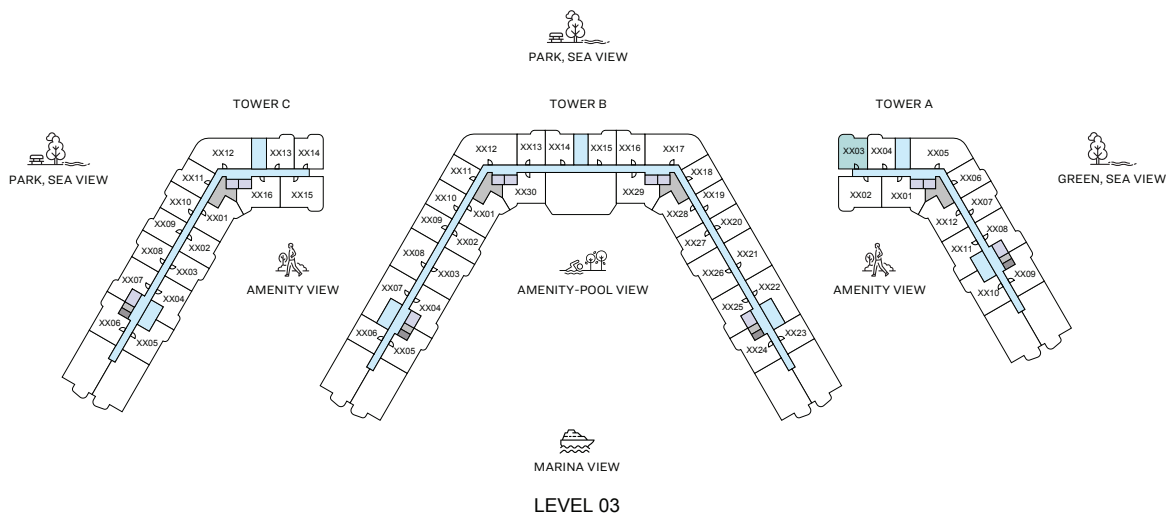 PARK, SEA VIEW
TOWER C
TOWER B
TOWER A
PARK, SEA VIEW
GREEN, SEA VIEW
XX12
XX13
XX14
XX11
XX10
XX09
XX08
XX07
XX06
XX01
XX16
XX15
XX02
XX03
XX04
XX05
XX12
XX13
XX14
XX15
XX16
XX17
XX11
XX10
XX09
XX08
XX07
XX06
XX30
XX01
XX02
XX03
XX04
XX05
XX29
XX28
XX27
XX26
XX25
XX24
XX18
XX19
XX20
XX21
XX22
XX23
XX03
XX04
XX05
XX02
XX01
XX06
XX07
XX08
XX09
XX12
XX11
XX10
AMENITY VIEW
AMENITY-POOL VIEW
AMENITY VIEW
MARINA VIEW
LEVEL 03